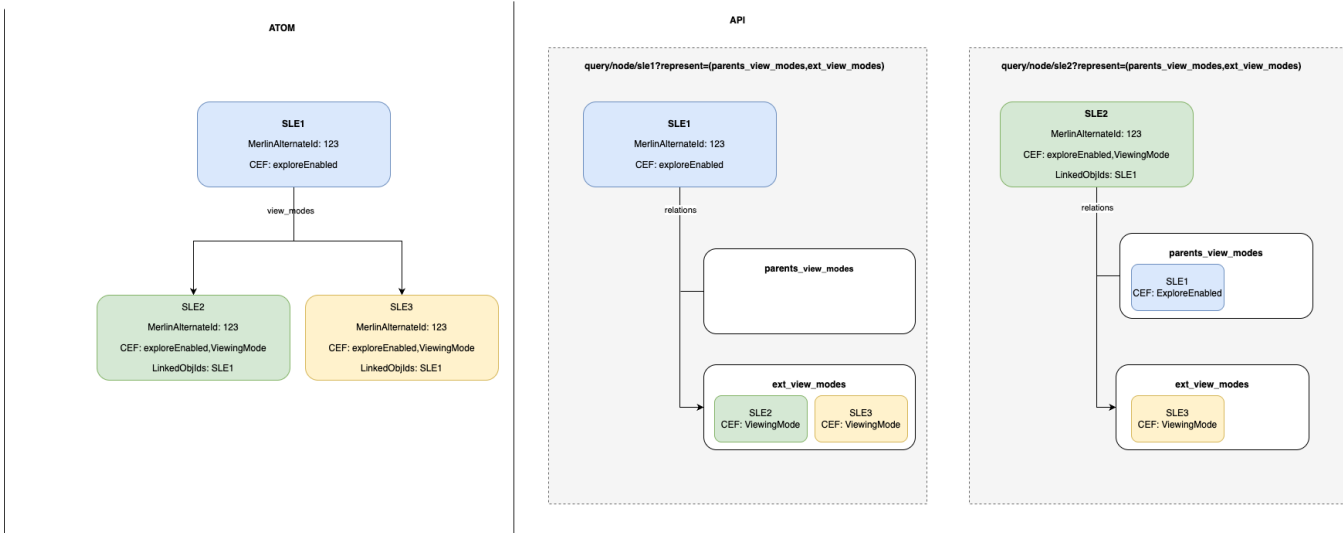 ATOM
SLE1
MerlinAlternateId: 123
CEF: exploreEnabled
view_modes
SLE2
MerlinAlternateId: 123
CEF: exploreEnabled,ViewingMode
LinkedObjIds: SLE1
SLE3
MerlinAlternateId: 123
CEF: exploreEnabled,ViewingMode
LinkedObjIds: SLE1
API
query/node/sle1?represent=(parents_view_modes,ext_view_modes)
SLE1
MerlinAlternateId: 123
CEF: exploreEnabled
relations
parents_view_modes
ext_view_modes
SLE2
CEF: ViewingMode
SLE3
CEF: ViewingMode
query/node/sle2?represent=(parents_view_modes,ext_view_modes)
SLE2
MerlinAlternateId: 123
CEF: exploreEnabled,ViewingMode
LinkedObjIds: SLE1
relations
parents_view_modes
SLE1
CEF: ExploreEnabled
ext_view_modes
SLE3
CEF: ViewingMode